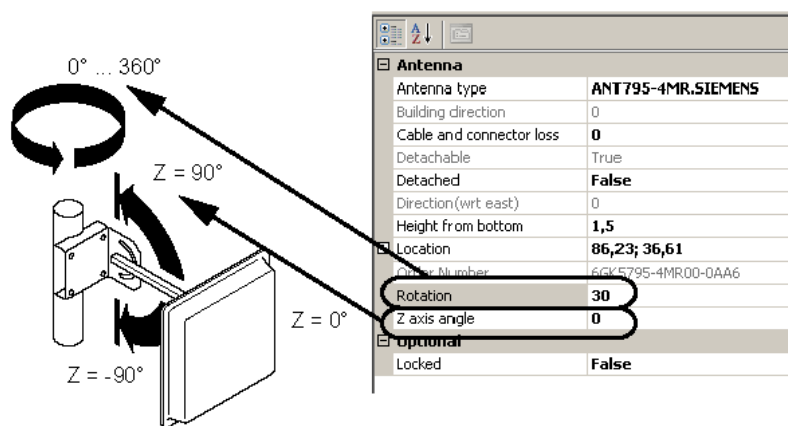 0° ... 360°
Z = 90°
Z = 0°
Z = -90°
Antenna
Antenna type ANT795-4MR.SIEMENS
Building direction 0
Cable and connector loss 0
Detachable True
Detached False
Direction(wrt east) 0
Height from bottom 1,5
Location 86,23; 36,61
Order Number 6GK5795-4MR00-0AA6
Rotation 30
Z axis angle 0
Optional
Locked False